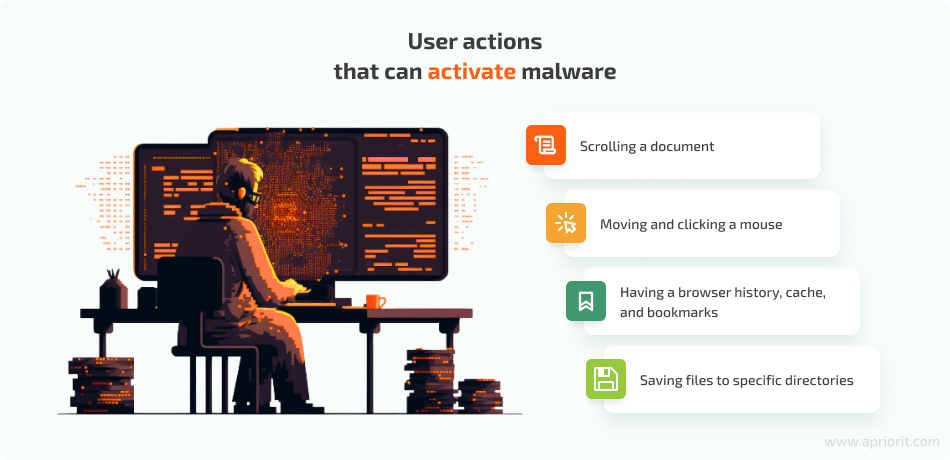 User actions
that can activate malware
Scrolling a document
Moving and clicking a mouse
Having a browser history, cache,
and bookmarks
Saving files to specific directories
www.apriorit.com